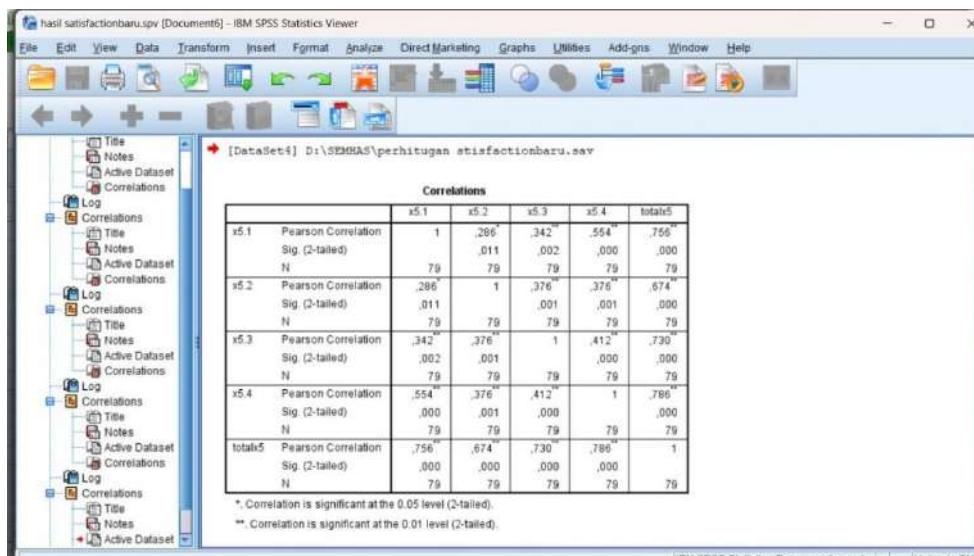 hasil satisfactionbaru.spv [Document6] - IBM SPSS Statistics Viewer
File Edit View Data Transform Insert Format Analyze Direct Marketing Graphs Utilities Add-ons Window Help
Title
Notes
Active Dataset
Correlations
Log
Correlations
Title
Notes
Active Dataset
Correlations
Log
Correlations
Title
Notes
Active Dataset
Correlations
Log
Correlations
Title
Notes
Active Dataset
Correlations
Log
Correlations
Title
Notes
Active Dataset
[DataSet4] D:\SEMHAS\perhitugan stisfactionbaru.sav
Correlations
x5.1 x5.2 x5.3 x5.4 totalx5
x5.1 Pearson Correlation 1 ,286* ,342** ,554** ,756**
Sig. (2-tailed) ,011 ,002 ,000 ,000
N 79 79 79 79 79
x5.2 Pearson Correlation ,286* 1 ,376** ,376** ,674**
Sig. (2-tailed) ,011 ,001 ,001 ,000
N 79 79 79 79 79
x5.3 Pearson Correlation ,342** ,376** 1 ,412** ,730**
Sig. (2-tailed) ,002 ,001 ,000 ,000
N 79 79 79 79 79
x5.4 Pearson Correlation ,554** ,376** ,412** 1 ,786**
Sig. (2-tailed) ,000 ,001 ,000 ,000
N 79 79 79 79 79
totalx5 Pearson Correlation ,756** ,674** ,730** ,786** 1
Sig. (2-tailed) ,000 ,000 ,000 ,000
N 79 79 79 79 79
*. Correlation is significant at the 0.05 level (2-tailed).
**. Correlation is significant at the 0.01 level (2-tailed).